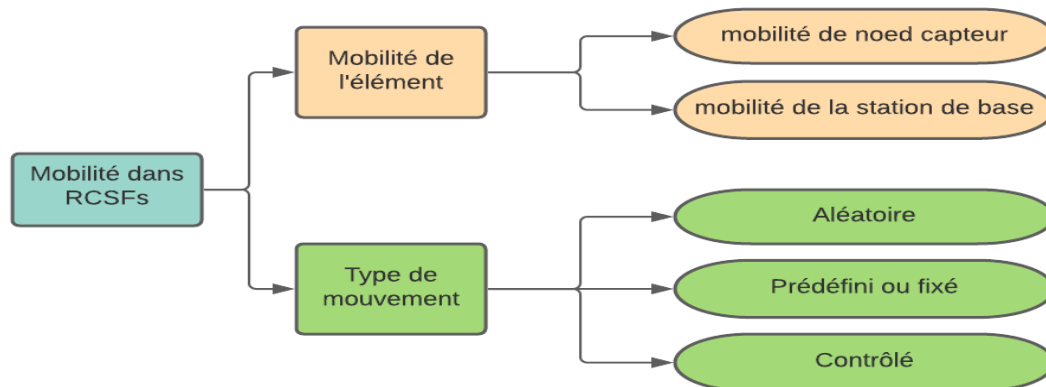 mobilité de noed capteur
Mobilité de
l'élément
mobilité de la station de base
Mobilité dans
RCSFs
Aléatoire
Type de
mouvement
Prédéfini ou fixé
Contrôlé